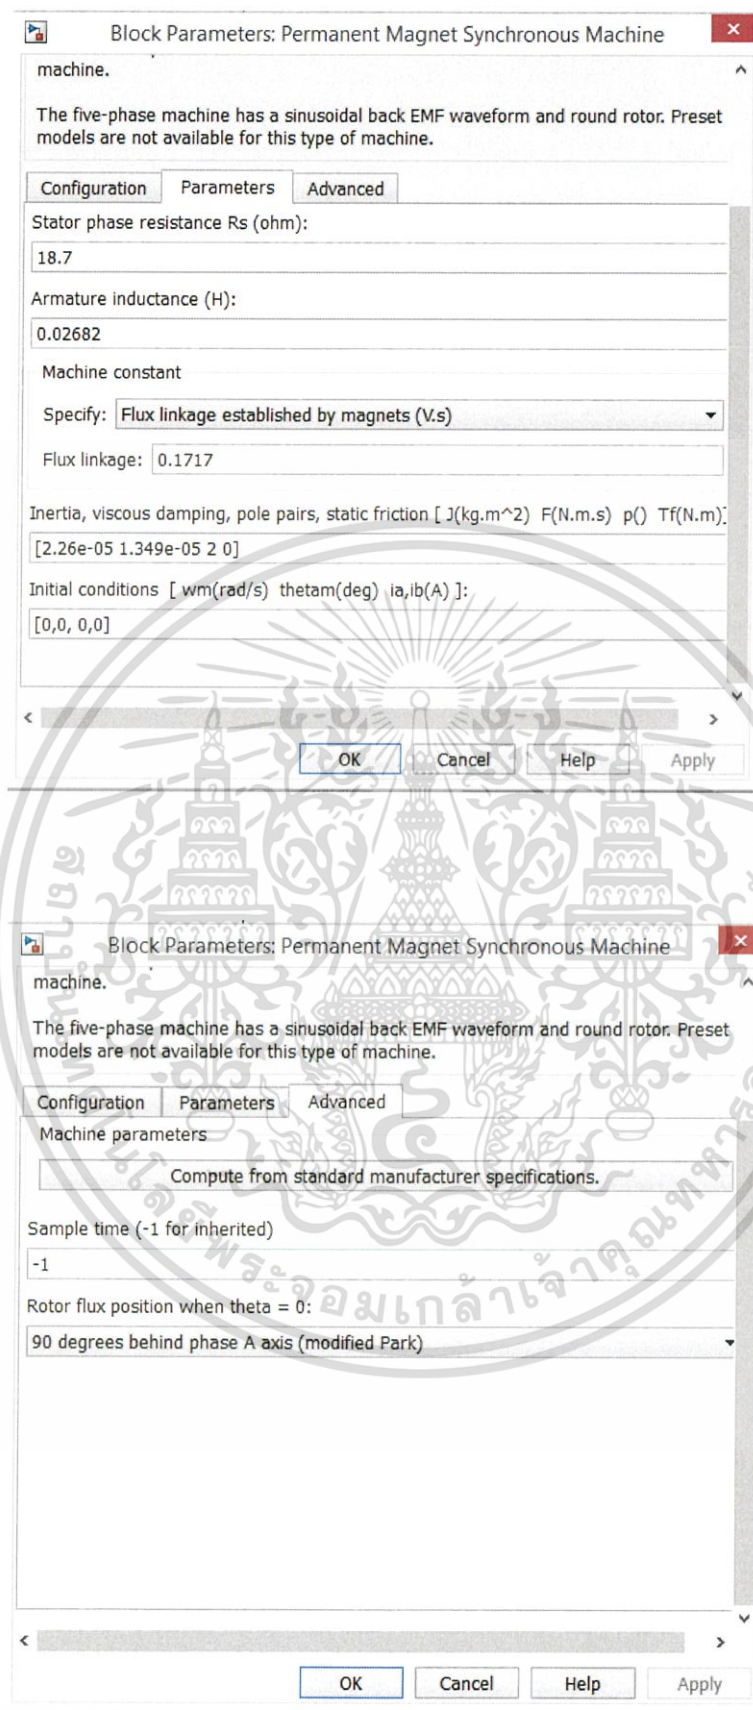 Block Parameters: Permanent Magnet Synchronous Machine
machine.
The five-phase machine has a sinusoidal back EMF waveform and round rotor. Preset
models are not available for this type of machine.
Configuration Parameters Advanced
Stator phase resistance Rs (ohm):
18.7
Armature inductance (H):
0.02682
Machine constant
Specify: Flux linkage established by magnets (V.s)
Flux linkage: 0.1717
Inertia, viscous damping, pole pairs, static friction [ J(kg.m^2) F(N.m.s) p() Tf(N.m)]
[2.26e-05 1.349e-05 2 0]
Initial conditions [ wm(rad/s) thetam(deg) ia,ib(A) ]:
[0,0, 0,0]
OK Cancel Help Apply
Block Parameters: Permanent Magnet Synchronous Machine
machine.
The five-phase machine has a sinusoidal back EMF waveform and round rotor. Preset
models are not available for this type of machine.
Configuration Parameters Advanced
Machine parameters
Compute from standard manufacturer specifications.
Sample time (-1 for inherited)
-1
Rotor flux position when theta = 0:
90 degrees behind phase A axis (modified Park)
OK Cancel Help Apply